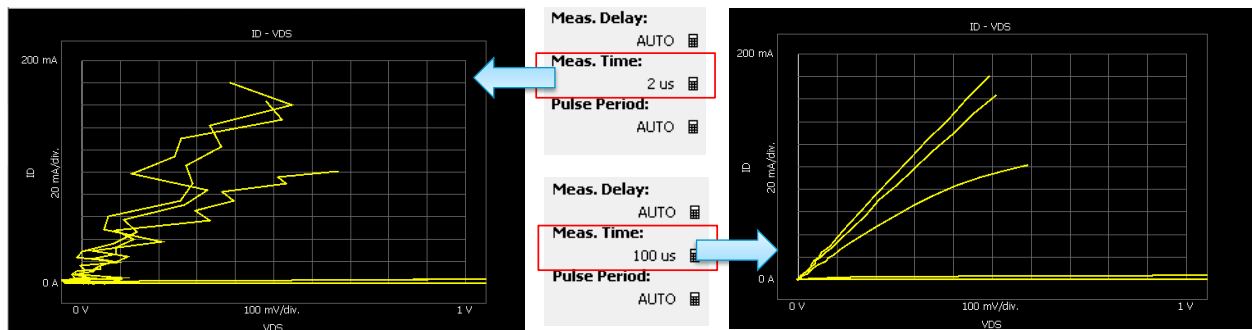 ID - VDS
200 mA
ID
20 mA/div.
0 A
0 V
100 mV/div.
1 V
VDS
Meas. Delay:
AUTO
Meas. Time:
2 us
Pulse Period:
AUTO
Meas. Delay:
AUTO
Meas. Time:
100 us
Pulse Period:
AUTO
ID - VDS
200 mA
ID
20 mA/div.
0 A
0 V
100 mV/div.
1 V
VDS